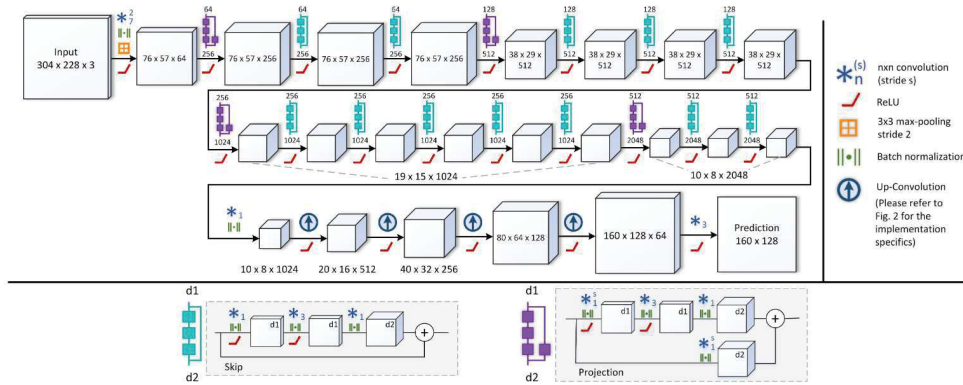 Input
304 x 228 x 3
2
7
76 x 57 x 64
64
256
76 x 57 x 256
64
256
76 x 57 x 256
64
256
76 x 57 x 256
128
512
38 x 29 x
512
128
512
38 x 29 x
512
128
512
38 x 29 x
512
128
512
38 x 29 x
512
256
1024
256
1024
256
1024
256
1024
256
1024
256
1024
19 x 15 x 1024
512
2048
512
2048
512
2048
10 x 8 x 2048
1
10 x 8 x 1024
20 x 16 x 512
40 x 32 x 256
80 x 64 x 128
160 x 128 x 64
3
Prediction
160 x 128
(s)
n
nxn convolution
(stride s)
ReLU
3x3 max-pooling
stride 2
Batch normalization
Up-Convolution
(Please refer to
Fig. 2 for the
implementation
specifics)
d1
d2
1
d1
3
d1
1
d2
Skip
d1
d2
s
1
d1
3
d1
1
d2
s
1
d2
Projection